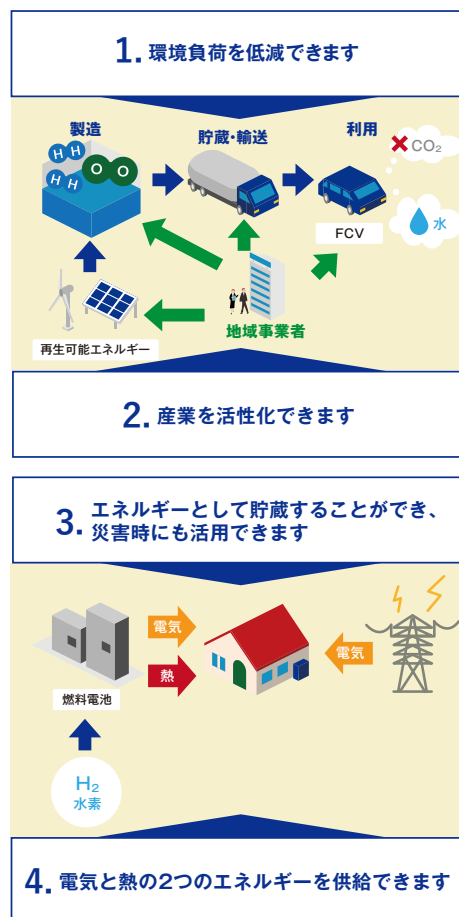 1. 環境負荷を低減できます
製造
貯蔵・輸送
利用
H H
O O
H H
CO₂
水
FCV
再生可能エネルギー
地域事業者
2. 産業を活性化できます
3. エネルギーとして貯蔵することができ、
災害時にも活用できます
電気
熱
電気
燃料電池
H₂
水素
4. 電気と熱の2つのエネルギーを供給できます